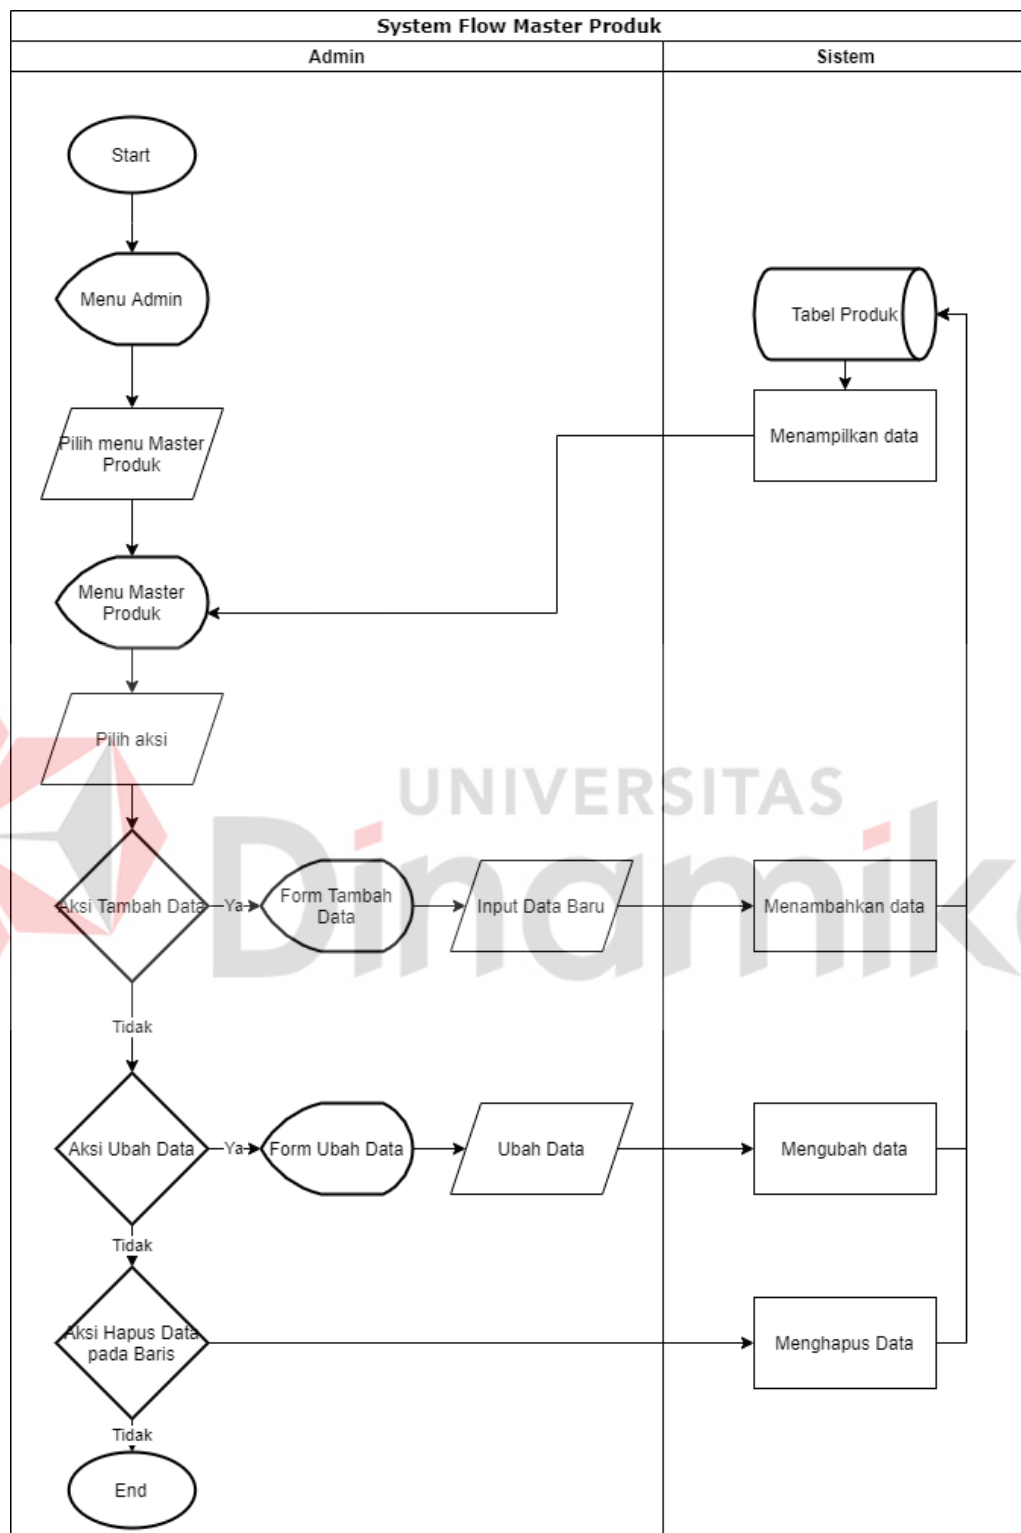 System Flow Master Produk
Admin
Sistem
Start
Menu Admin
Tabel Produk
Pilih menu Master
Produk
Menampilkan data
Menu Master
Produk
Pilih aksi
UNIVERSITAS
Dinamika
Aksi Tambah Data
Ya
Form Tambah
Data
Input Data Baru
Menambahkan data
Tidak
Aksi Ubah Data
Ya
Form Ubah Data
Ubah Data
Mengubah data
Tidak
Aksi Hapus Data
pada Baris
Menghapus Data
Tidak
End